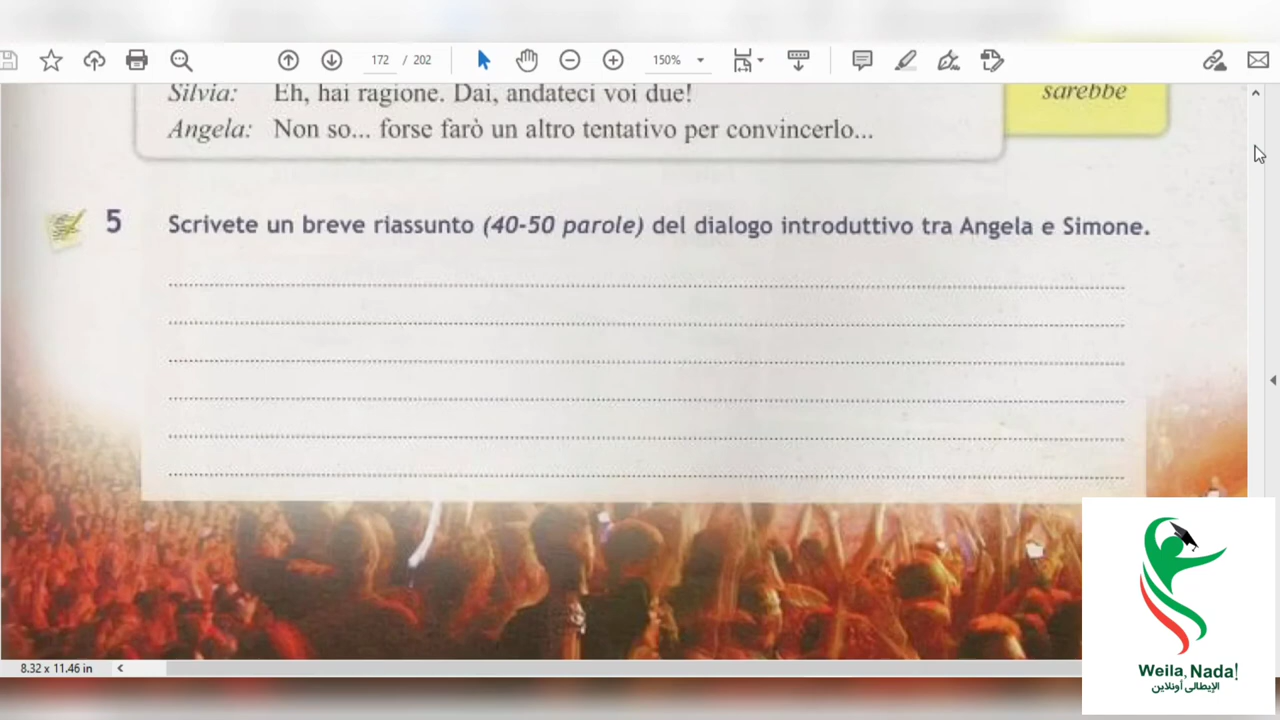 172 / 202
150%
Silvia: Eh, hai ragione. Dai, andateci voi due!
sarebbe
Angela: Non so... forse farò un altro tentativo per convincerlo...
5 Scrivete un breve riassunto (40-50 parole) del dialogo introduttivo tra Angela e Simone.
8.32 x 11.46 in
Weila, Nada!
الإيطالى أونلاين